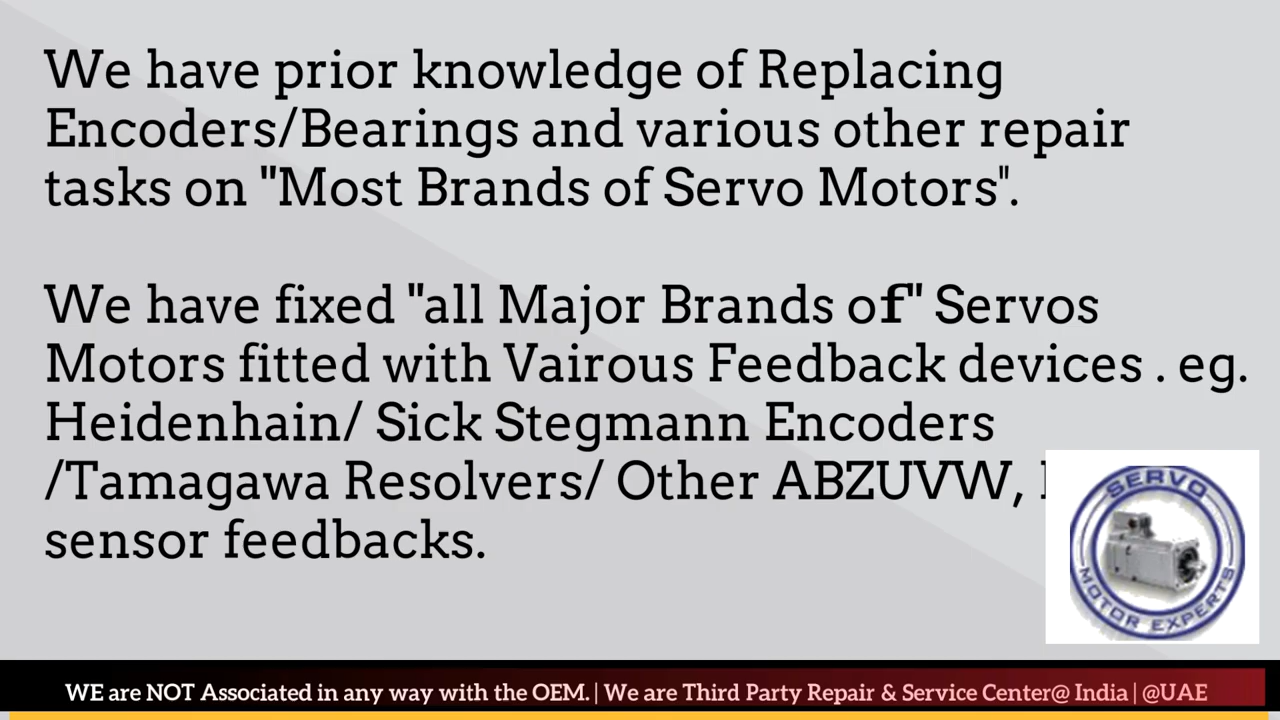 We have prior knowledge of Replacing
Encoders/Bearings and various other repair
tasks on "Most Brands of Servo Motors".
We have fixed "all Major Brands of" Servos
Motors fitted with Vairous Feedback devices . eg.
Heidenhain/ Sick Stegmann Encoders
/Tamagawa Resolvers/ Other ABZUVW,
sensor feedbacks.
SERVO
MOTOR EXPERTS
WE are NOT Associated in any way with the OEM. | We are Third Party Repair & Service Center@ India | @UAE